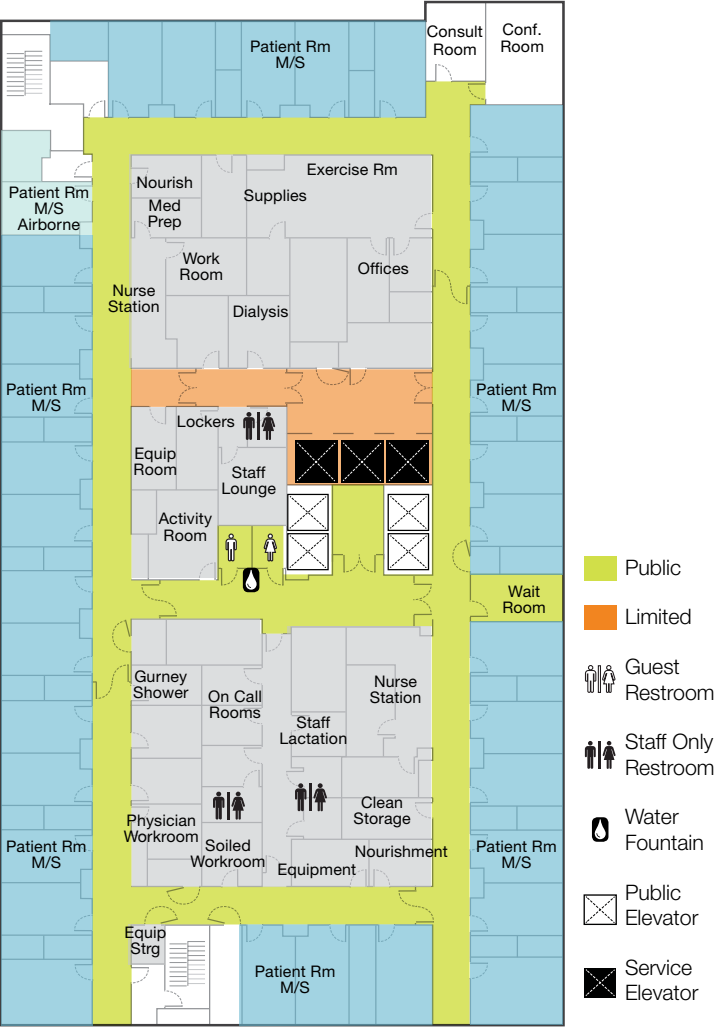 Consult
Room
Conf.
Room
Patient Rm
M/S
Exercise Rm
Nourish
Supplies
Patient Rm
M/S
Airborne
Med
Prep
Work
Room
Offices
Nurse
Station
Dialysis
Patient Rm
M/S
Patient Rm
M/S
Lockers
Equip
Room
Staff
Lounge
Activity
Room
Wait
Room
Gurney
Shower
On Call
Rooms
Nurse
Station
Staff
Lactation
Clean
Storage
Physician
Workroom
Soiled
Workroom
Nourishment
Equipment
Patient Rm
M/S
Patient Rm
M/S
Equip
Strg
Patient Rm
M/S
Public
Limited
Guest
Restroom
Staff Only
Restroom
Water
Fountain
Public
Elevator
Service
Elevator